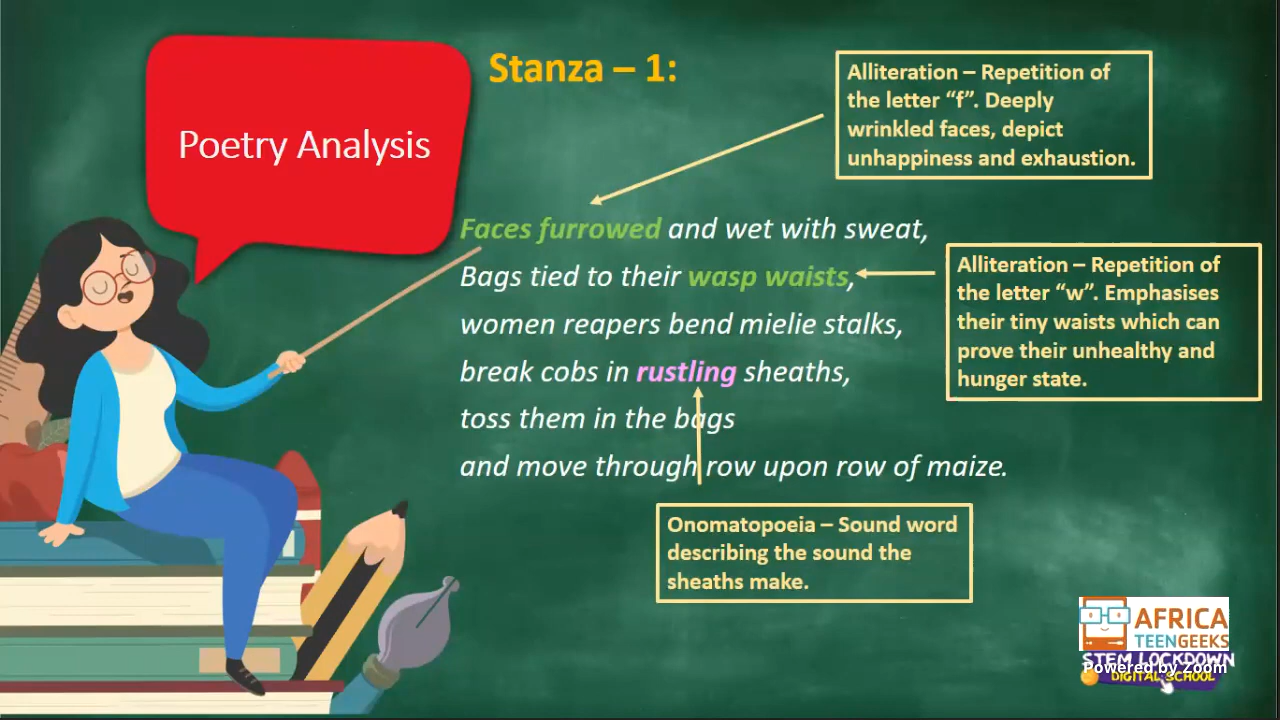 Poetry Analysis
Stanza – 1:
Alliteration – Repetition of
the letter “f”. Deeply
wrinkled faces, depict
unhappiness and exhaustion.
Faces furrowed and wet with sweat,
Bags tied to their wasp waists,
women reapers bend mielie stalks,
break cobs in rustling sheaths,
toss them in the bags
and move through row upon row of maize.
Alliteration – Repetition of
the letter “w”. Emphasises
their tiny waists which can
prove their unhealthy and
hunger state.
Onomatopoeia – Sound word
describing the sound the
sheaths make.
AFRICA
TEENGEEKS
STEM LOCKDOWN
Powered by Zoom
DIGITAL SCHOOL